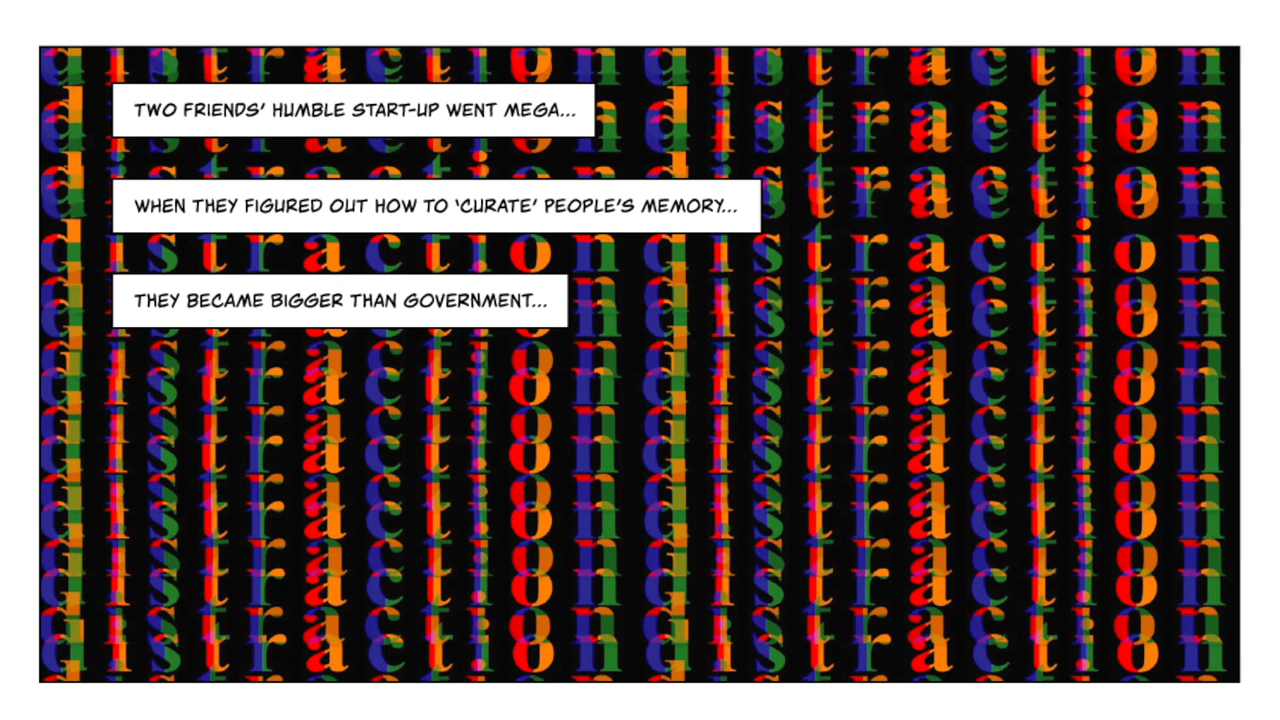 distraction distraction
TWO FRIENDS' HUMBLE START-UP WENT MEGA...
distraction distraction
WHEN THEY FIGURED OUT HOW TO ‘CURATE’ PEOPLE'S MEMORY...
distraction distraction
distraction distraction
THEY BECAME BIGGER THAN GOVERNMENT...
distraction distraction
distraction distraction
distraction distraction
distraction distraction
distraction distraction
distraction distraction